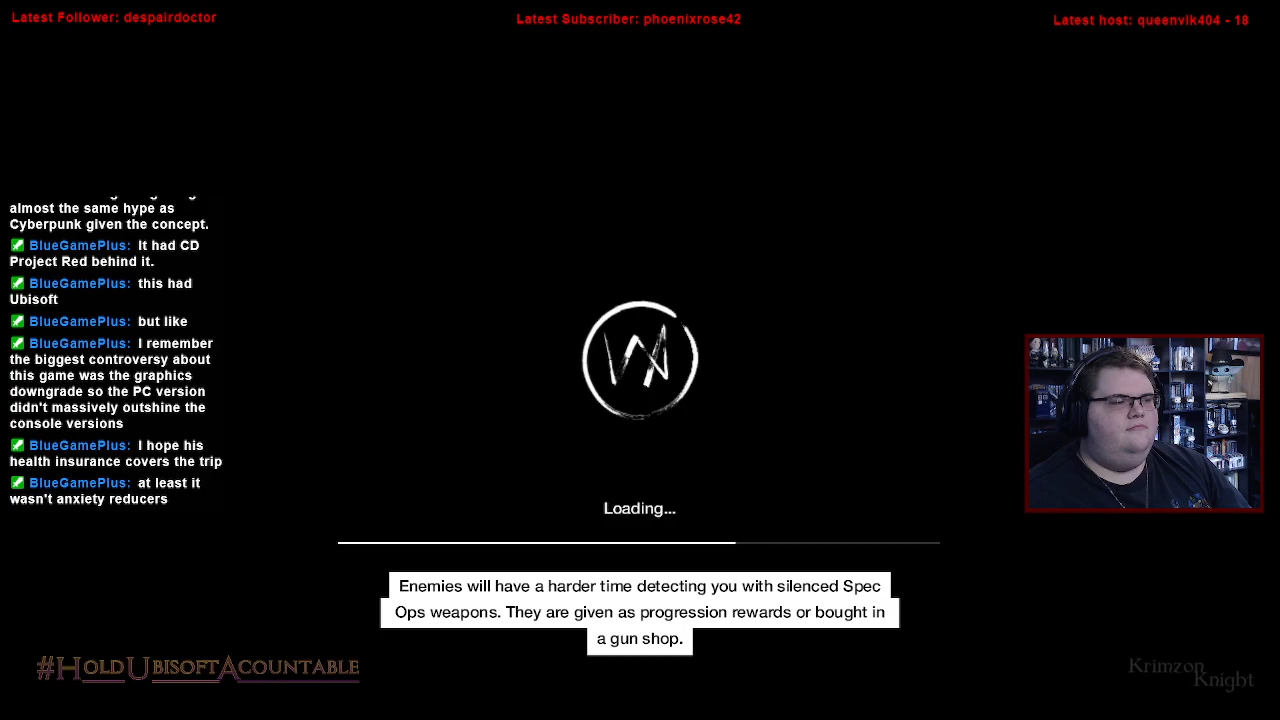 Latest Follower: despairdoctor
Latest Subscriber: phoenixrose42
Latest host: queenvik404 - 18
almost the same hype as
Cyberpunk given the concept.
BlueGamePlus: It had CD
Project Red behind it.
BlueGamePlus: this had
Ubisoft
BlueGamePlus: but like
BlueGamePlus: I remember
the biggest controversy about
this game was the graphics
downgrade so the PC version
didn't massively outshine the
console versions
BlueGamePlus: I hope his
health insurance covers the trip
BlueGamePlus: at least it
wasn't anxiety reducers
Loading...
Enemies will have a harder time detecting you with silenced Spec
Ops weapons. They are given as progression rewards or bought in
a gun shop.
#HoldUbisoftAcountable
Krimzon
Knight